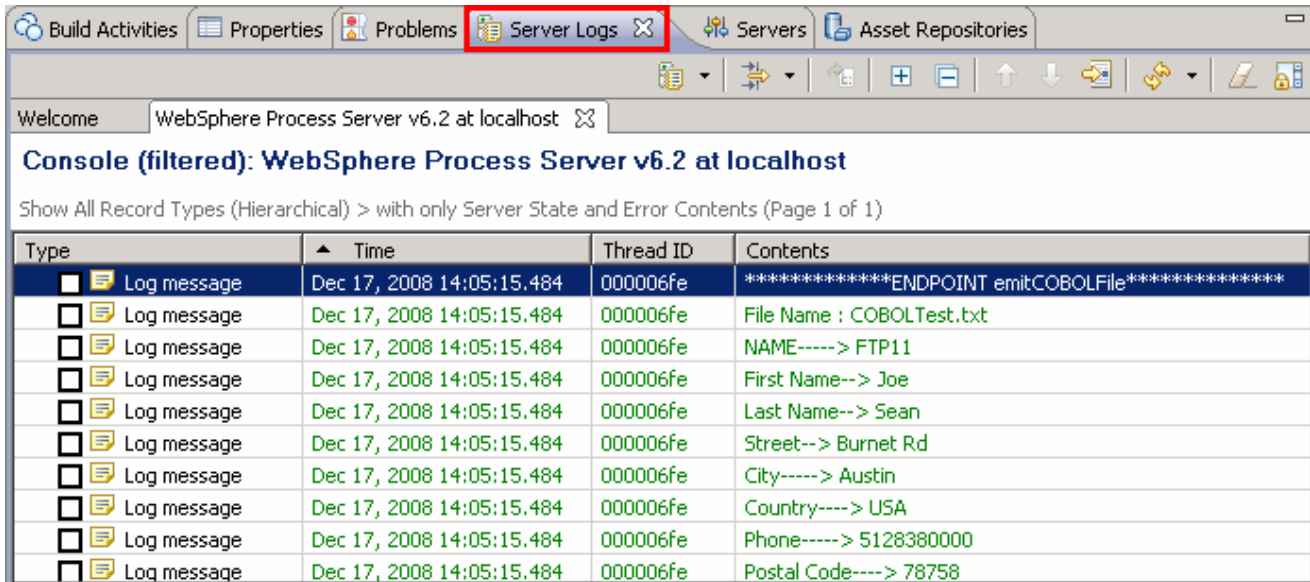 Build Activities Properties Problems Server Logs Servers Asset Repositories
Welcome WebSphere Process Server v6.2 at localhost
Console (filtered): WebSphere Process Server v6.2 at localhost
Show All Record Types (Hierarchical) > with only Server State and Error Contents (Page 1 of 1)
Type Time Thread ID Contents
Log message Dec 17, 2008 14:05:15.484 000006fe **************ENDPOINT emitCOBOLFile***************
Log message Dec 17, 2008 14:05:15.484 000006fe File Name : COBOLTest.txt
Log message Dec 17, 2008 14:05:15.484 000006fe NAME-----> FTP11
Log message Dec 17, 2008 14:05:15.484 000006fe First Name--> Joe
Log message Dec 17, 2008 14:05:15.484 000006fe Last Name--> Sean
Log message Dec 17, 2008 14:05:15.484 000006fe Street--> Burnet Rd
Log message Dec 17, 2008 14:05:15.484 000006fe City-----> Austin
Log message Dec 17, 2008 14:05:15.484 000006fe Country----> USA
Log message Dec 17, 2008 14:05:15.484 000006fe Phone-----> 5128380000
Log message Dec 17, 2008 14:05:15.484 000006fe Postal Code----> 78758